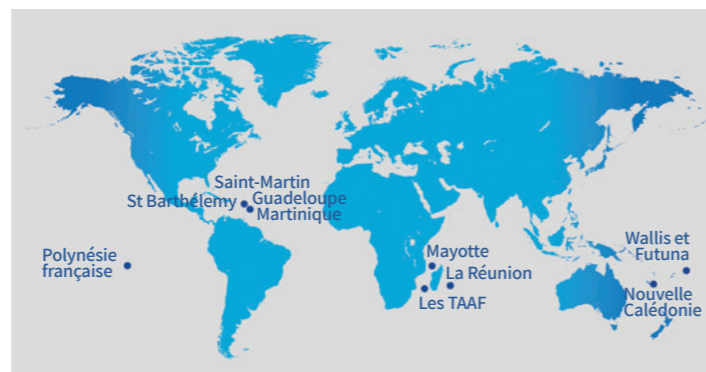 Saint-Martin
St Barthélemy
Guadeloupe
Martinique
Polynésie
française
Mayotte
La Réunion
Les TAAF
Wallis et
Futuna
Nouvelle
Calédonie